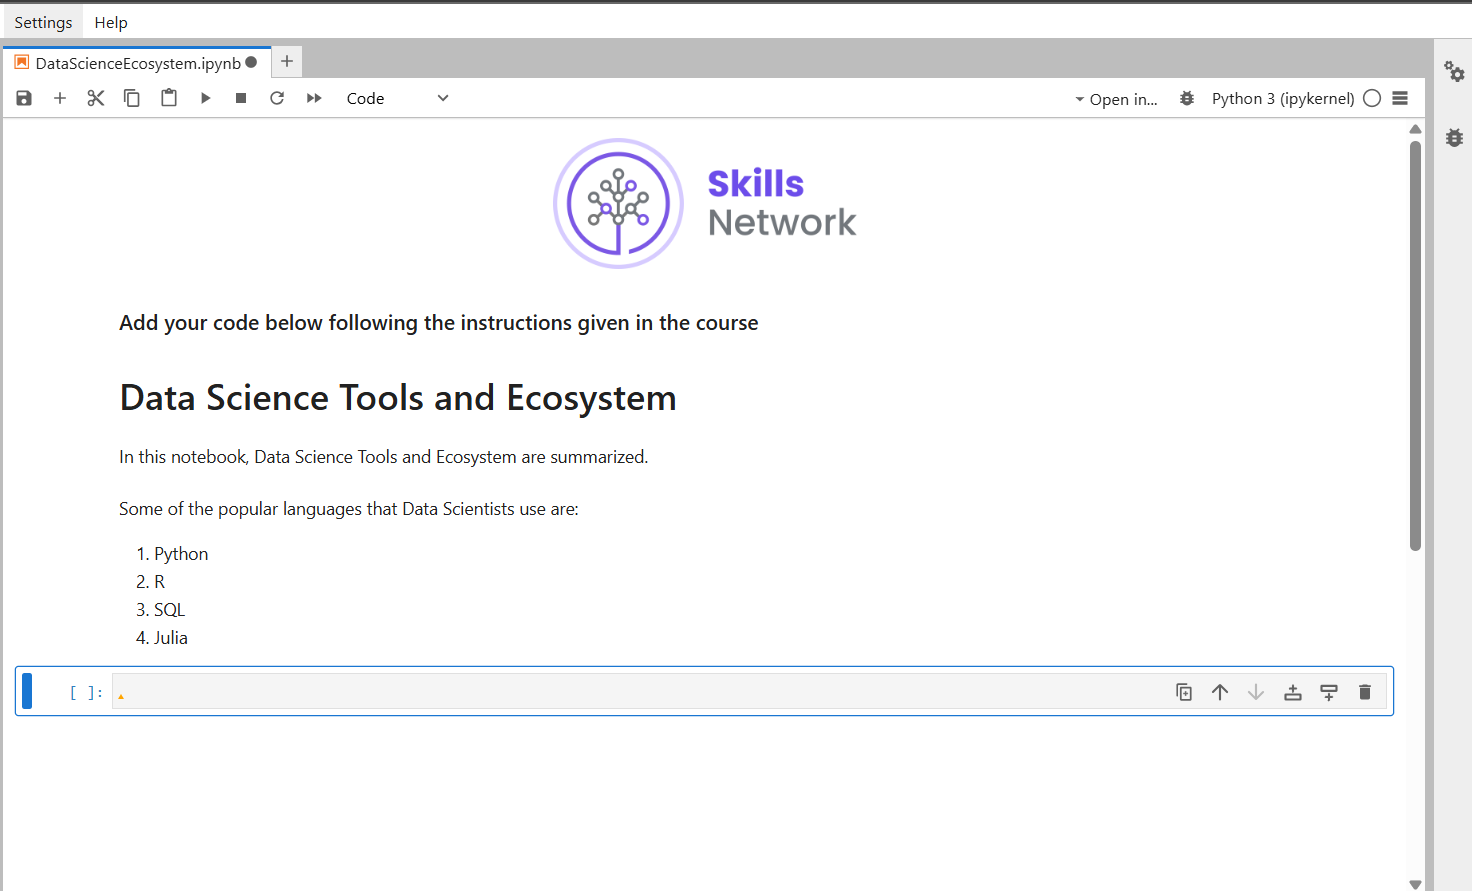 Settings Help
DataScienceEcosystem.ipynb
Code Open in... Python 3 (ipykernel)
Skills
Network
Add your code below following the instructions given in the course
Data Science Tools and Ecosystem
In this notebook, Data Science Tools and Ecosystem are summarized.
Some of the popular languages that Data Scientists use are:
1. Python
2. R
3. SQL
4. Julia
[ ]: